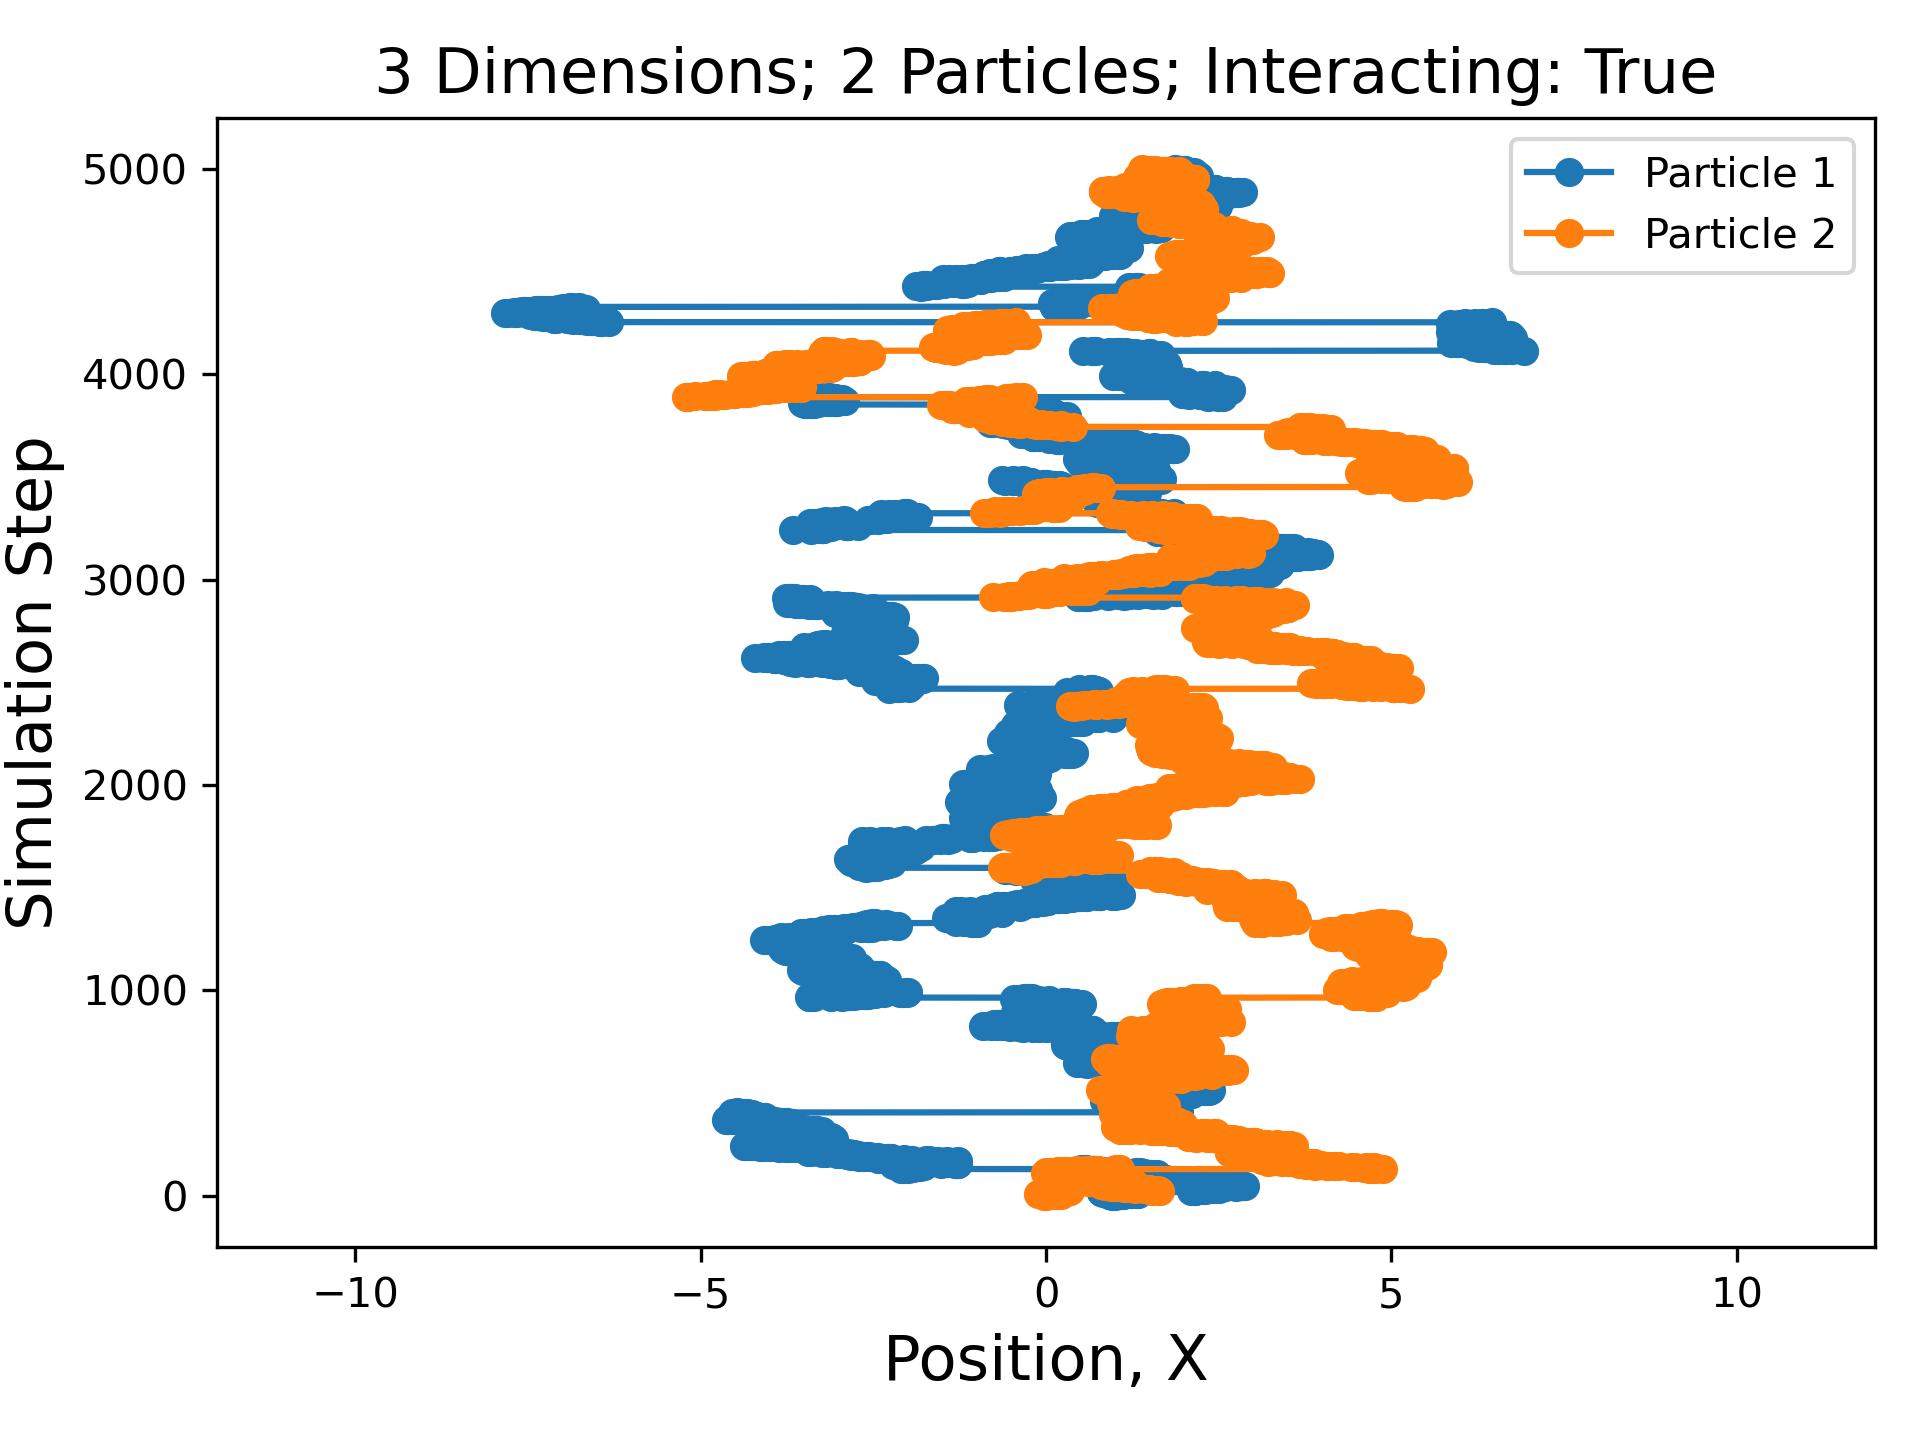 3 Dimensions; 2 Particles; Interacting: True
Particle 1
Particle 2
Simulation Step
5000
4000
3000
2000
1000
0
−10
−5
0
5
10
Position, X